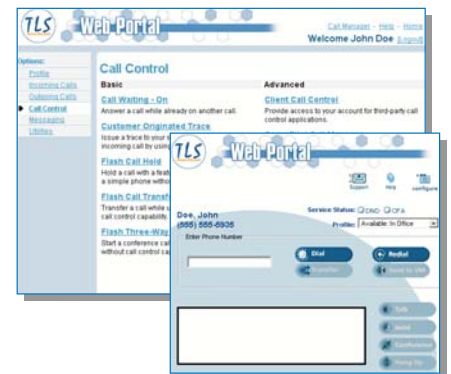 TLS Web Portal
Call Manager - Help - Home
Welcome John Doe [Logout]
Options:
Profile
Incoming Calls
Outgoing Calls
Call Control
Messaging
Utilities
Call Control
Basic
Call Waiting - On
Answer a call while already on another call.
Customer Originated Trace
Issue a trace to your
incoming call by using
Flash Call Hold
Hold a call with a feat
a simple phone witho
Flash Call Transf
Transfer a call while u
call control capability.
Flash Three-Way
Start a conference cal
without call control ca
Advanced
Client Call Control
Provide access to your account for third-party call
control applications.
TLS Web Portal
Support
Help
configure
Doe, John
(555) 555-5935
Service Status: DND CFA
Profile: Available: In Office
Enter Phone Number
Dial
Redial
Transfer
Send to VM
Talk
Hold
Conference
Hang Up